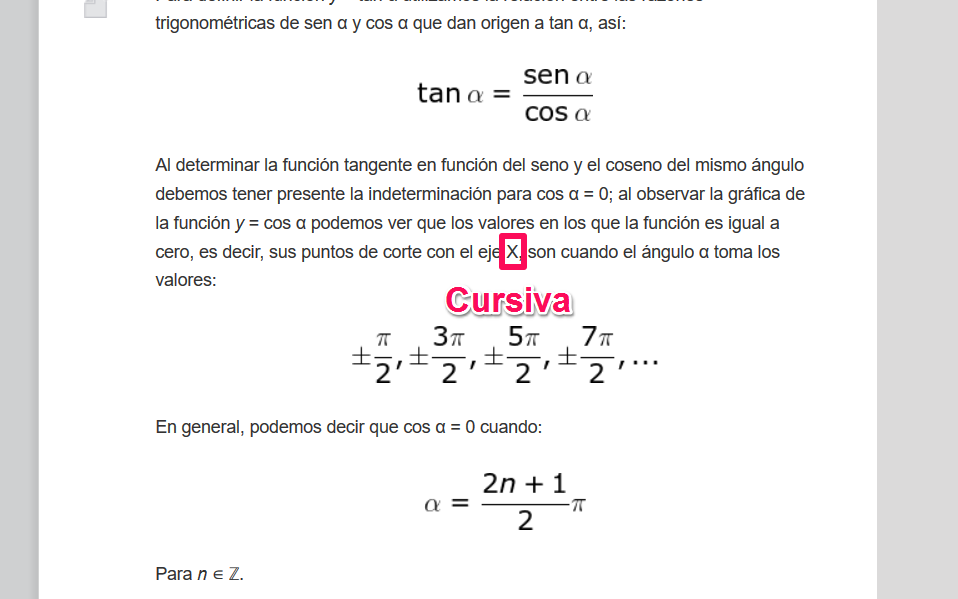 trigonométricas de sen α y cos α que dan origen a tan α, así:
tan α = sen α / cos α
Al determinar la función tangente en función del seno y el coseno del mismo ángulo
debemos tener presente la indeterminación para cos α = 0; al observar la gráfica de
la función y = cos α podemos ver que los valores en los que la función es igual a
cero, es decir, sus puntos de corte con el eje X, son cuando el ángulo α toma los
valores:
Cursiva
± π/2, ± 3π/2, ± 5π/2, ± 7π/2, ...
En general, podemos decir que cos α = 0 cuando:
α = (2n + 1)/2 π
Para n ∈ ℤ.